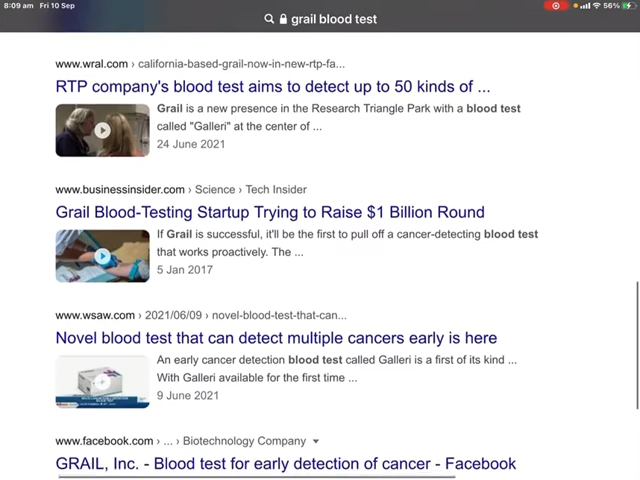 8:09 am Fri 10 Sep
56%
grail blood test
www.wral.com › california-based-grail-now-in-new-rtp-fa...
RTP company's blood test aims to detect up to 50 kinds of ...
Grail is a new presence in the Research Triangle Park with a blood test
called "Galleri" at the center of ...
24 June 2021
www.businessinsider.com › Science › Tech Insider
Grail Blood-Testing Startup Trying to Raise $1 Billion Round
If Grail is successful, it'll be the first to pull off a cancer-detecting blood test
that works proactively. The ...
5 Jan 2017
www.wsaw.com › 2021/06/09 › novel-blood-test-that-can...
Novel blood test that can detect multiple cancers early is here
An early cancer detection blood test called Galleri is a first of its kind ...
With Galleri available for the first time ...
9 June 2021
www.facebook.com › ... › Biotechnology Company
GRAIL, Inc. - Blood test for early detection of cancer - Facebook